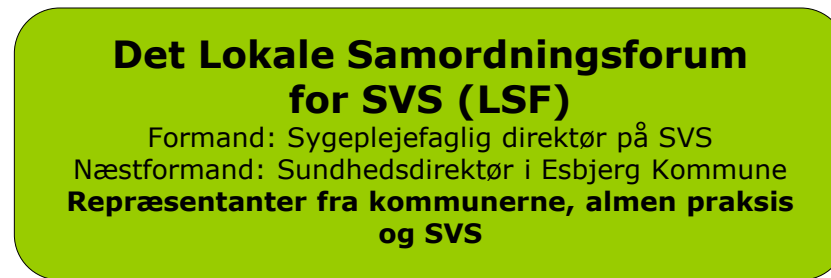 Det Lokale Samordningsforum
for SVS (LSF)
Formand: Sygeplejefaglig direktør på SVS
Næstformand: Sundhedsdirektør i Esbjerg Kommune
Repræsentanter fra kommunerne, almen praksis
og SVS